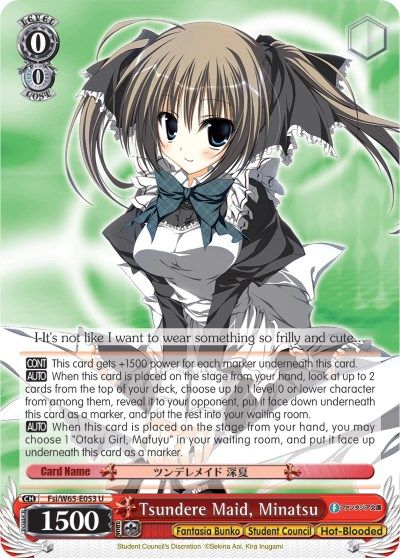 LEVEL
0
0
COST
I-It's not like I want to wear something so frilly and cute...
CONT This card gets +1500 power for each marker underneath this card.
AUTO When this card is placed on the stage from your hand, look at up to 2
cards from the top of your deck, choose up to 1 level 0 or lower character
from among them, reveal it to your opponent, put it face down underneath
this card as a marker, and put the rest into your waiting room.
AUTO When this card is placed on the stage from your hand, you may
choose 1 "Otaku Girl, Mafuyu" in your waiting room, and put it face up
underneath this card as a marker.
Card Name ツンデレメイド 深夏
CH Fsi/W65-E053 U
POWER 1500
Tsundere Maid, Minatsu
Fantasia Bunko Student Council Hot-Blooded
Student Council's Discretion ©Sekina Aoi, Kira Inugami